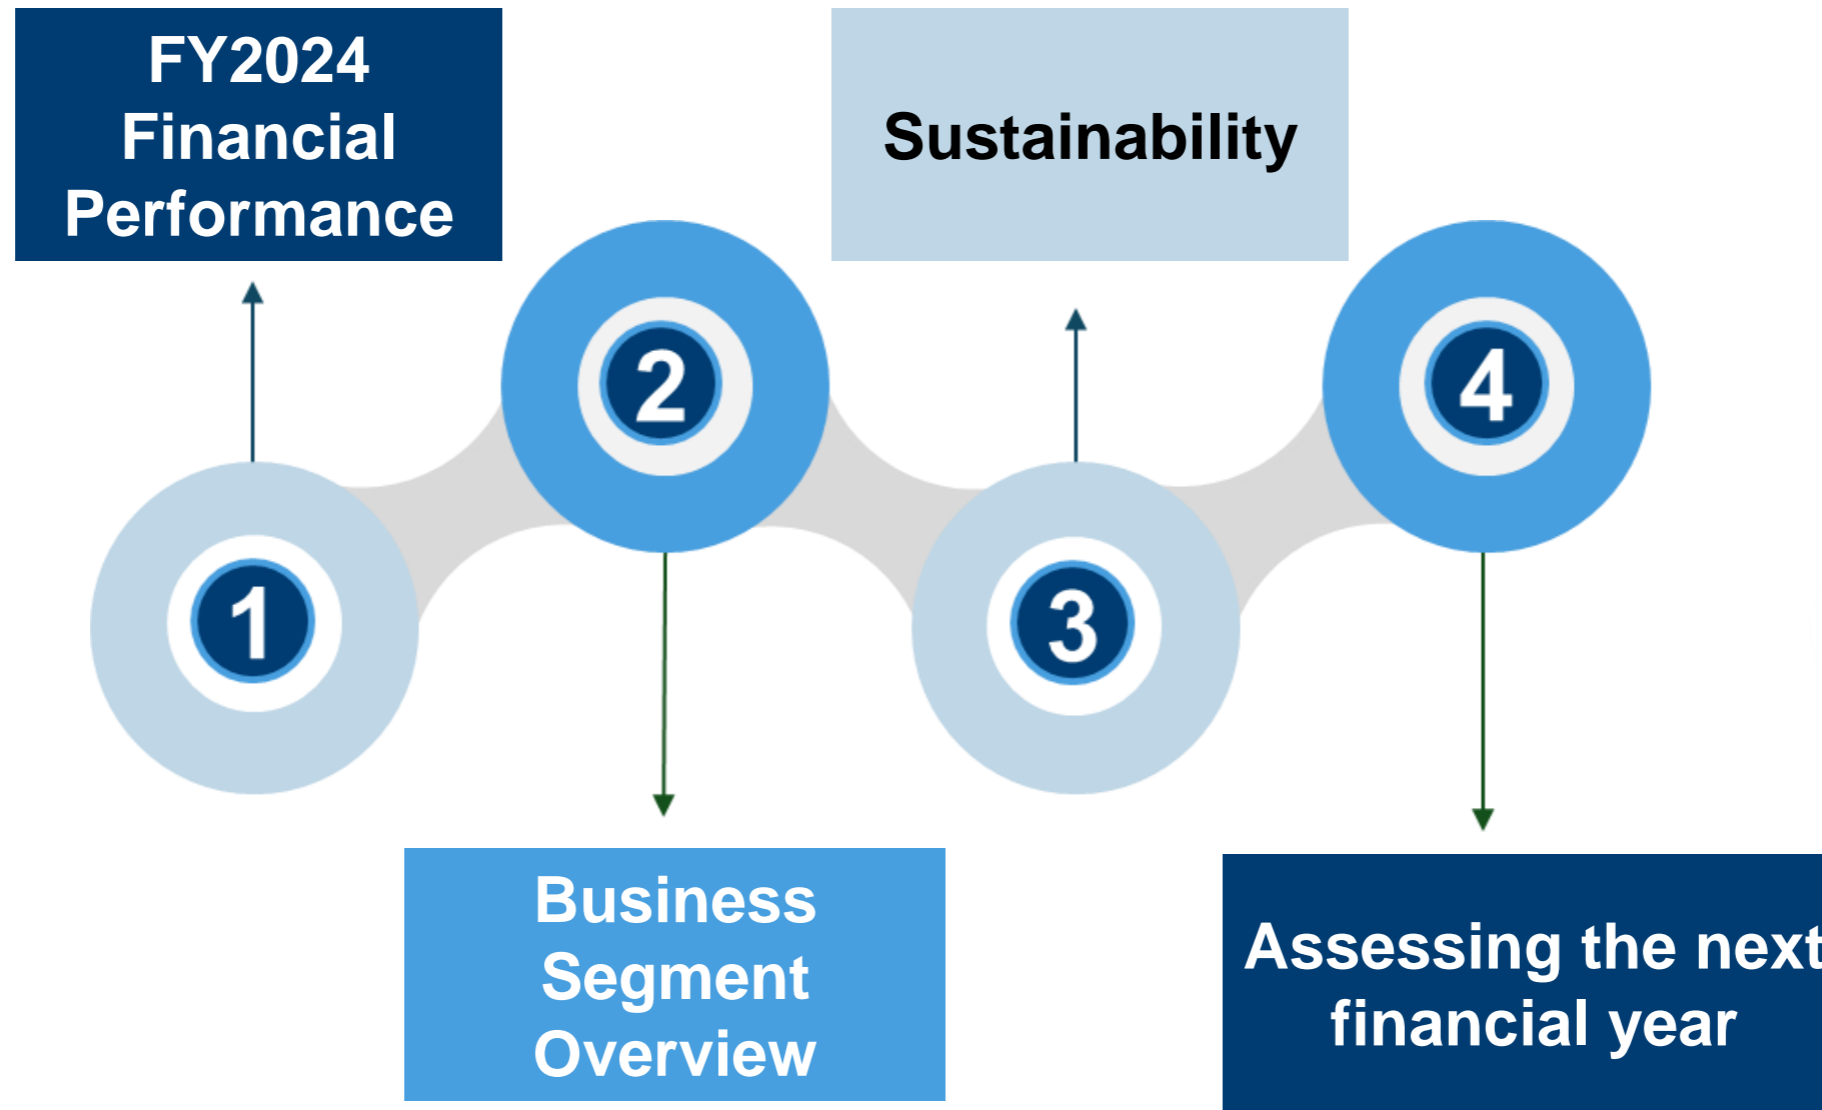 FY2024
Financial
Performance
Sustainability
2
4
1
3
Business
Segment
Overview
Assessing the next
financial year